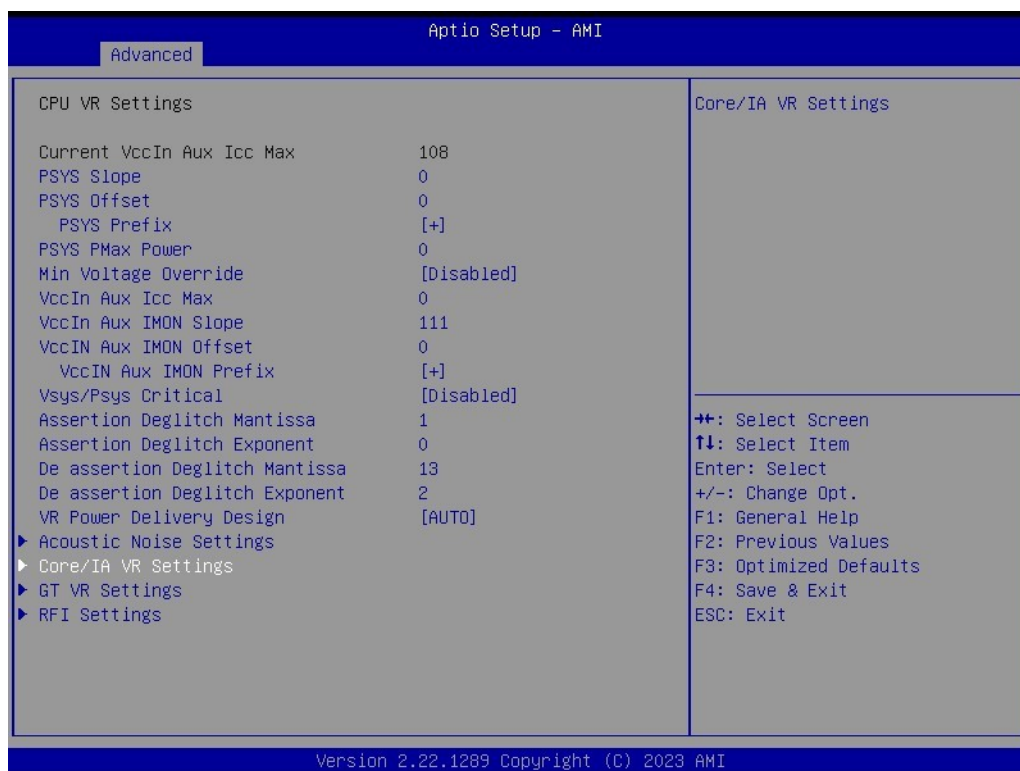 Aptio Setup – AMI
Advanced
CPU VR Settings
Current VccIn Aux Icc Max 108
PSYS Slope 0
PSYS Offset 0
PSYS Prefix [+]
PSYS PMax Power 0
Min Voltage Override [Disabled]
VccIn Aux Icc Max 0
VccIn Aux IMON Slope 111
VccIN Aux IMON Offset 0
VccIN Aux IMON Prefix [+]
Vsys/Psys Critical [Disabled]
Assertion Deglitch Mantissa 1
Assertion Deglitch Exponent 0
De assertion Deglitch Mantissa 13
De assertion Deglitch Exponent 2
VR Power Delivery Design [AUTO]
▶ Acoustic Noise Settings
▶ Core/IA VR Settings
▶ GT VR Settings
▶ RFI Settings
Core/IA VR Settings
→←: Select Screen
↑↓: Select Item
Enter: Select
+/-: Change Opt.
F1: General Help
F2: Previous Values
F3: Optimized Defaults
F4: Save & Exit
ESC: Exit
Version 2.22.1289 Copyright (C) 2023 AMI